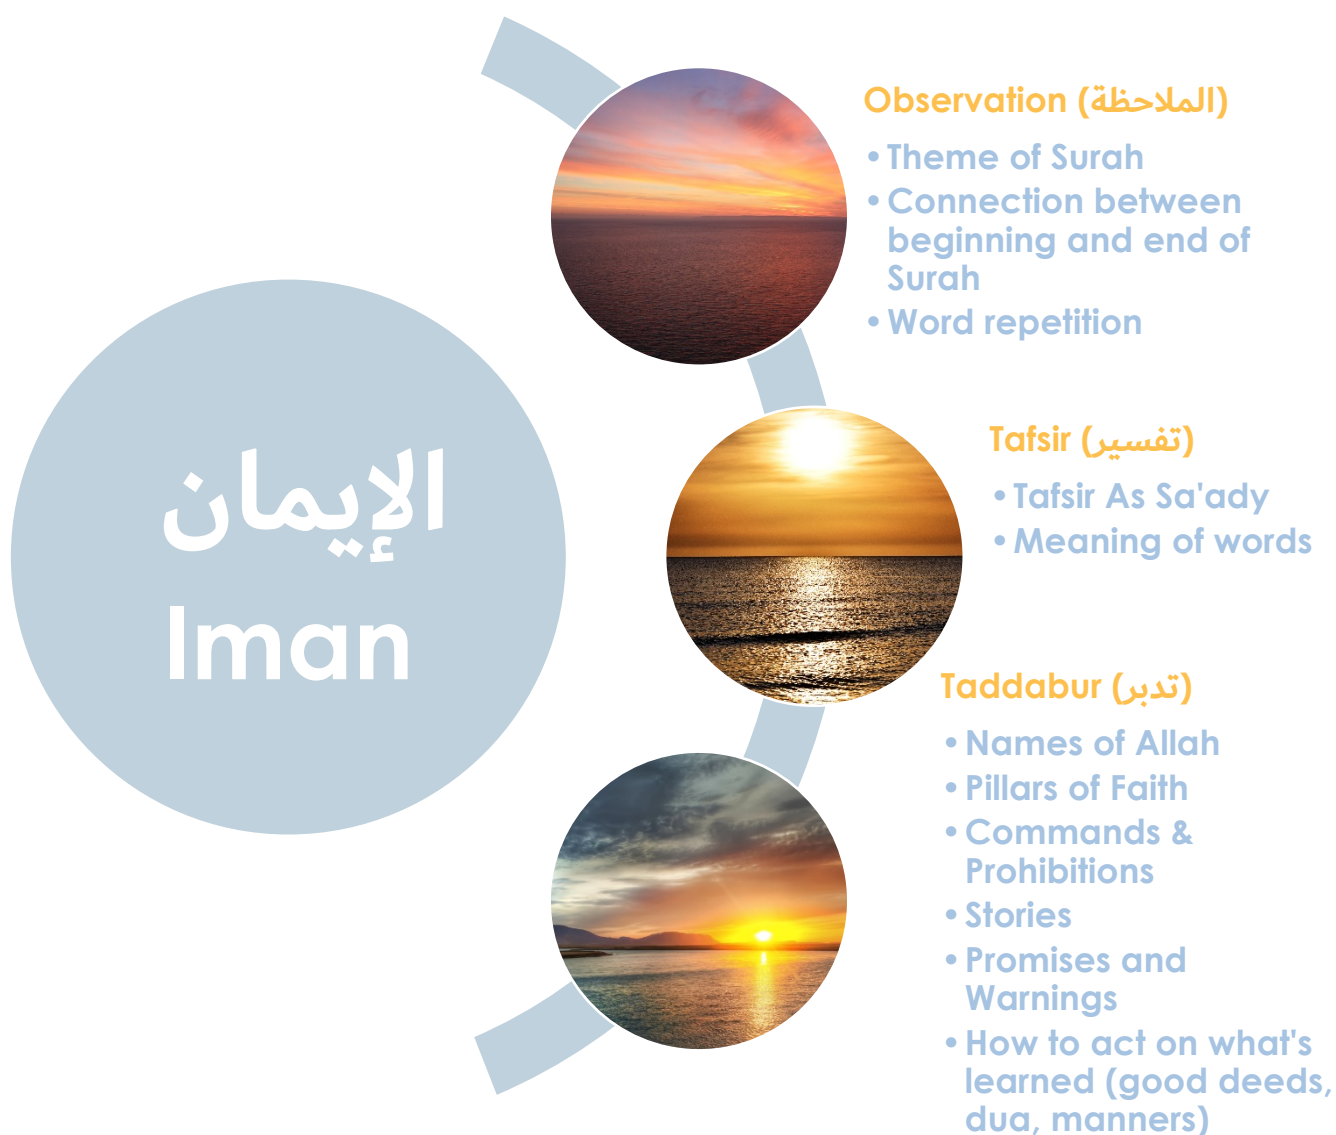 الإيمان
Iman
Observation (الملاحظة)
• Theme of Surah
• Connection between
beginning and end of
Surah
• Word repetition
Tafsir (تفسير)
• Tafsir As Sa'ady
• Meaning of words
Taddabur (تدبر)
• Names of Allah
• Pillars of Faith
• Commands &
Prohibitions
• Stories
• Promises and
Warnings
• How to act on what's
learned (good deeds,
dua, manners)